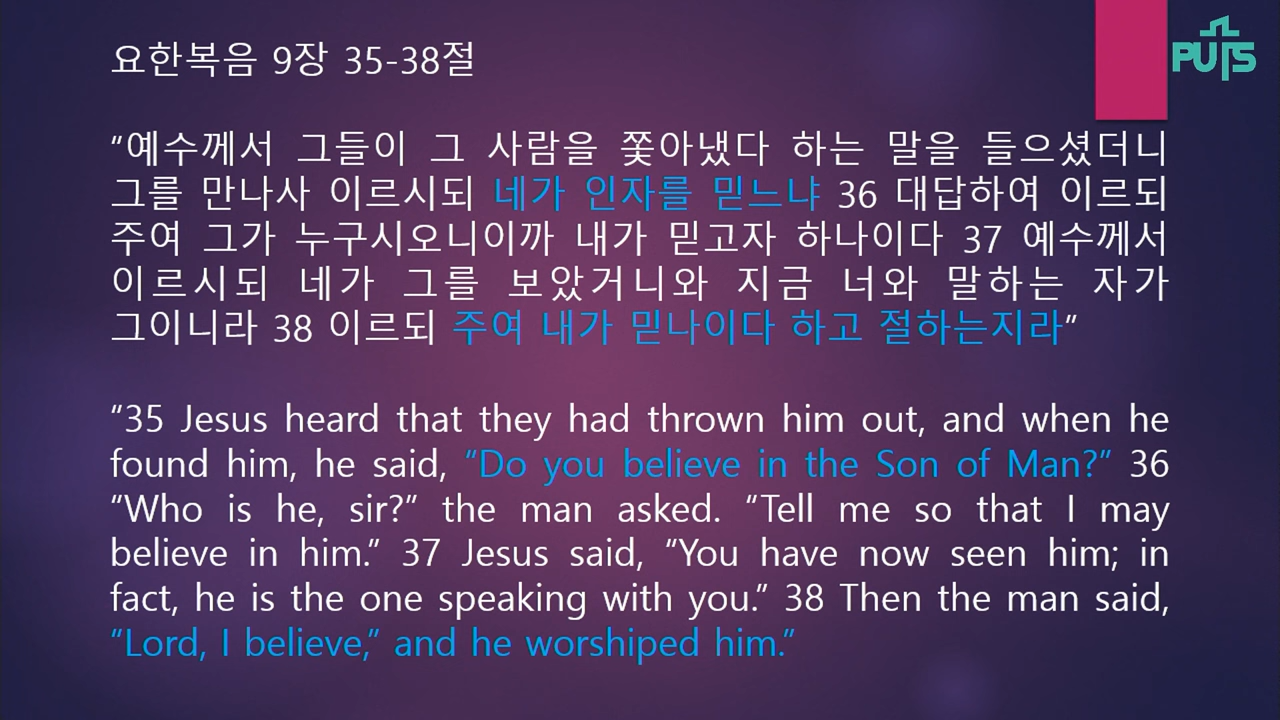 PUTS
요한복음 9장 35-38절
“예수께서 그들이 그 사람을 쫓아냈다 하는 말을 들으셨더니
그를 만나사 이르시되 네가 인자를 믿느냐 36 대답하여 이르되
주여 그가 누구시오니이까 내가 믿고자 하나이다 37 예수께서
이르시되 네가 그를 보았거니와 지금 너와 말하는 자가
그이니라 38 이르되 주여 내가 믿나이다 하고 절하는지라”
“35 Jesus heard that they had thrown him out, and when he
found him, he said, “Do you believe in the Son of Man?” 36
“Who is he, sir?” the man asked. “Tell me so that I may
believe in him.” 37 Jesus said, “You have now seen him; in
fact, he is the one speaking with you.” 38 Then the man said,
“Lord, I believe,” and he worshiped him.”